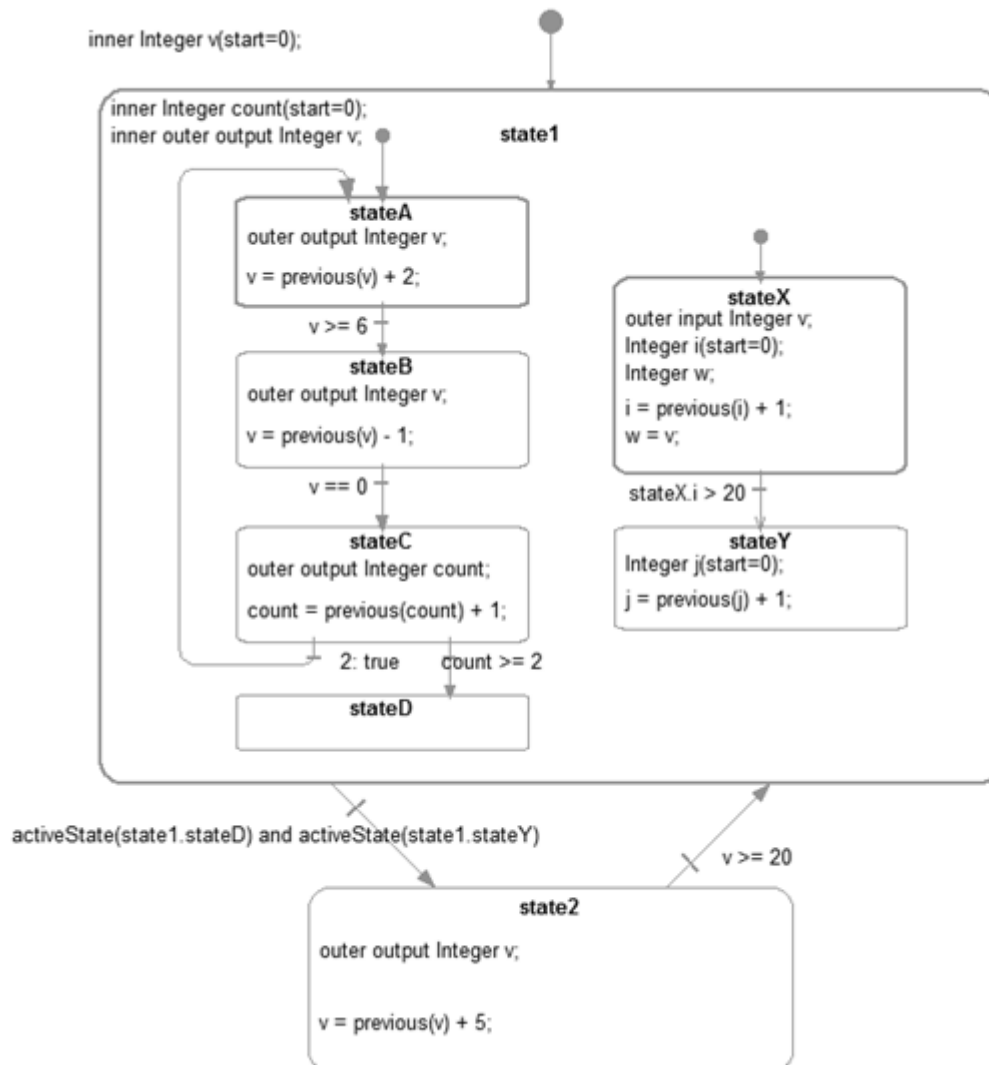 inner Integer v(start=0);
inner Integer count(start=0);
inner outer output Integer v;
state1
stateA
outer output Integer v;
v = previous(v) + 2;
v >= 6
stateB
outer output Integer v;
v = previous(v) - 1;
v == 0
stateC
outer output Integer count;
count = previous(count) + 1;
2: true
count >= 2
stateD
stateX
outer input Integer v;
Integer i(start=0);
Integer w;
i = previous(i) + 1;
w = v;
stateX.i > 20
stateY
Integer j(start=0);
j = previous(j) + 1;
activeState(state1.stateD) and activeState(state1.stateY)
v >= 20
state2
outer output Integer v;
v = previous(v) + 5;